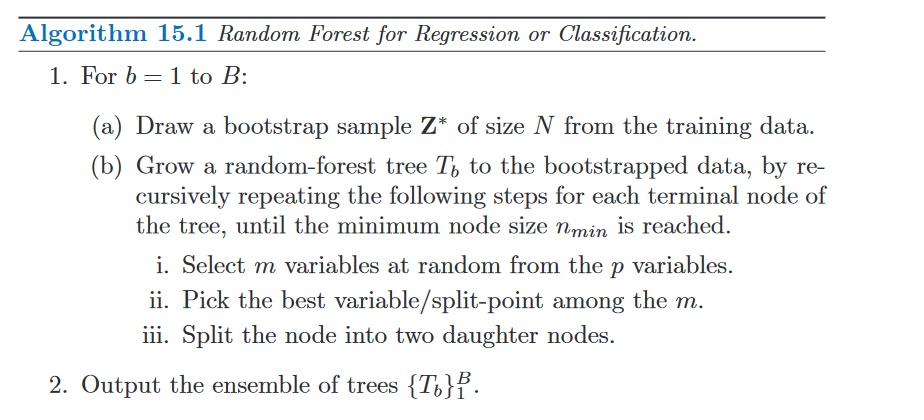 Algorithm 15.1 Random Forest for Regression or Classification.
1. For b = 1 to B:
(a) Draw a bootstrap sample Z* of size N from the training data.
(b) Grow a random-forest tree T_b to the bootstrapped data, by re-
cursively repeating the following steps for each terminal node of
the tree, until the minimum node size n_min is reached.
i. Select m variables at random from the p variables.
ii. Pick the best variable/split-point among the m.
iii. Split the node into two daughter nodes.
2. Output the ensemble of trees {T_b}_1^B.